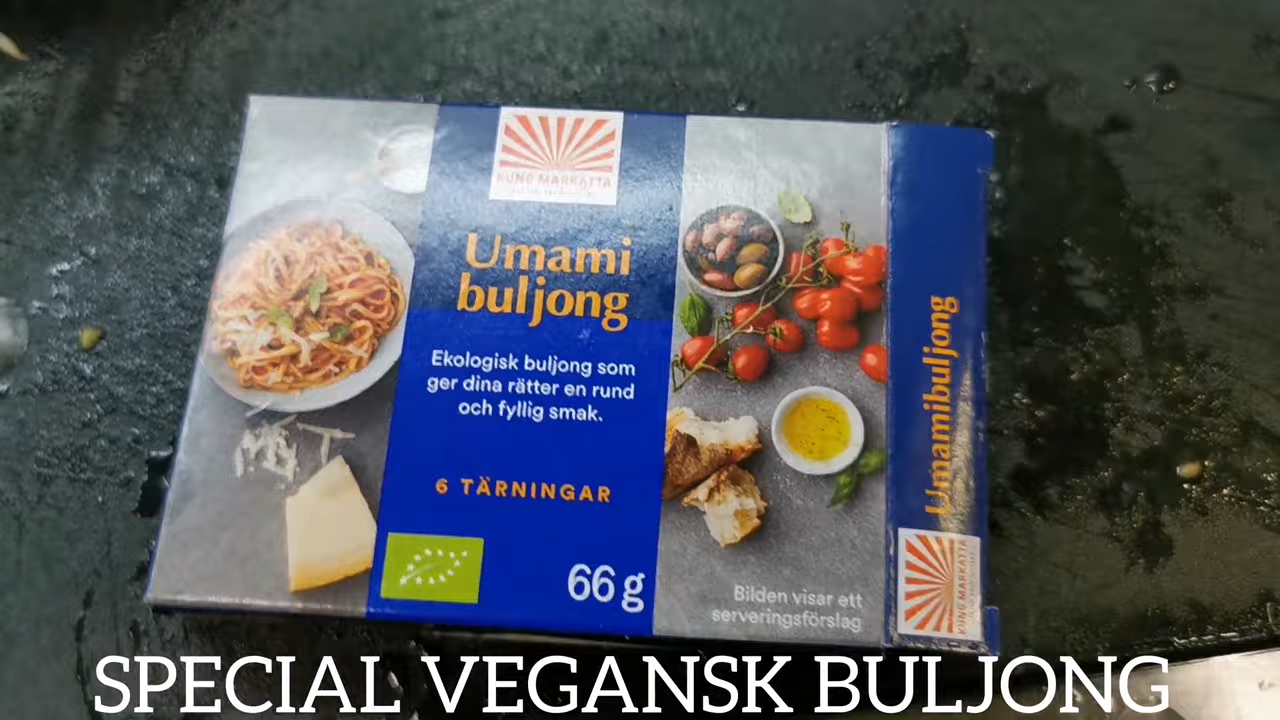 KUNG MARKATTA
Umami
buljong
Ekologisk buljong som
ger dina rätter en rund
och fyllig smak.
6 TÄRNINGAR
66 g
Bilden visar ett
serveringsförslag
Umamibuljong
KUNG MARKATTA
SPECIAL VEGANSK BULJONG